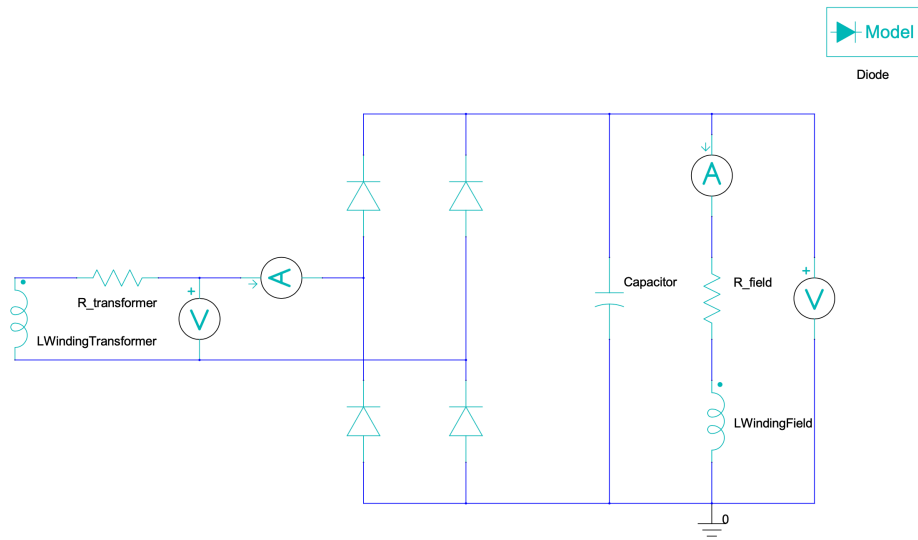 Model
Diode
A
+
A
Capacitor
R_field
+
V
R_transformer
+
V
LWindingTransformer
LWindingField
0